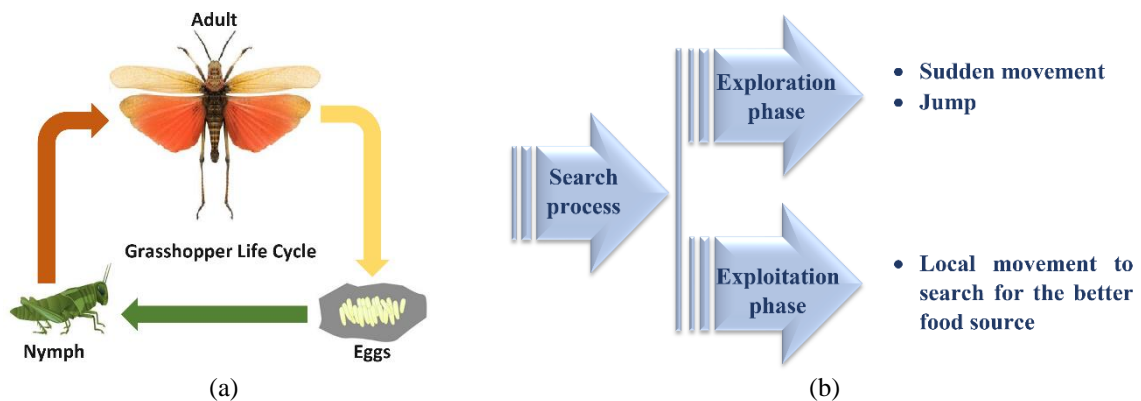 Adult
Grasshopper Life Cycle
Nymph
Eggs
(a)
Search
process
Exploration
phase
• Sudden movement
• Jump
Exploitation
phase
• Local movement to
search for the better
food source
(b)